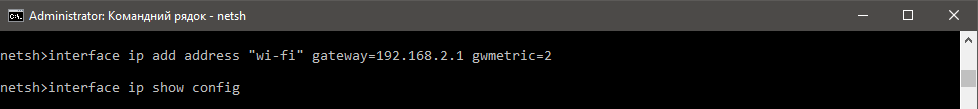 Administrator: Командний рядок - netsh
netsh>interface ip add address "wi-fi" gateway=192.168.2.1 gwmetric=2
netsh>interface ip show config